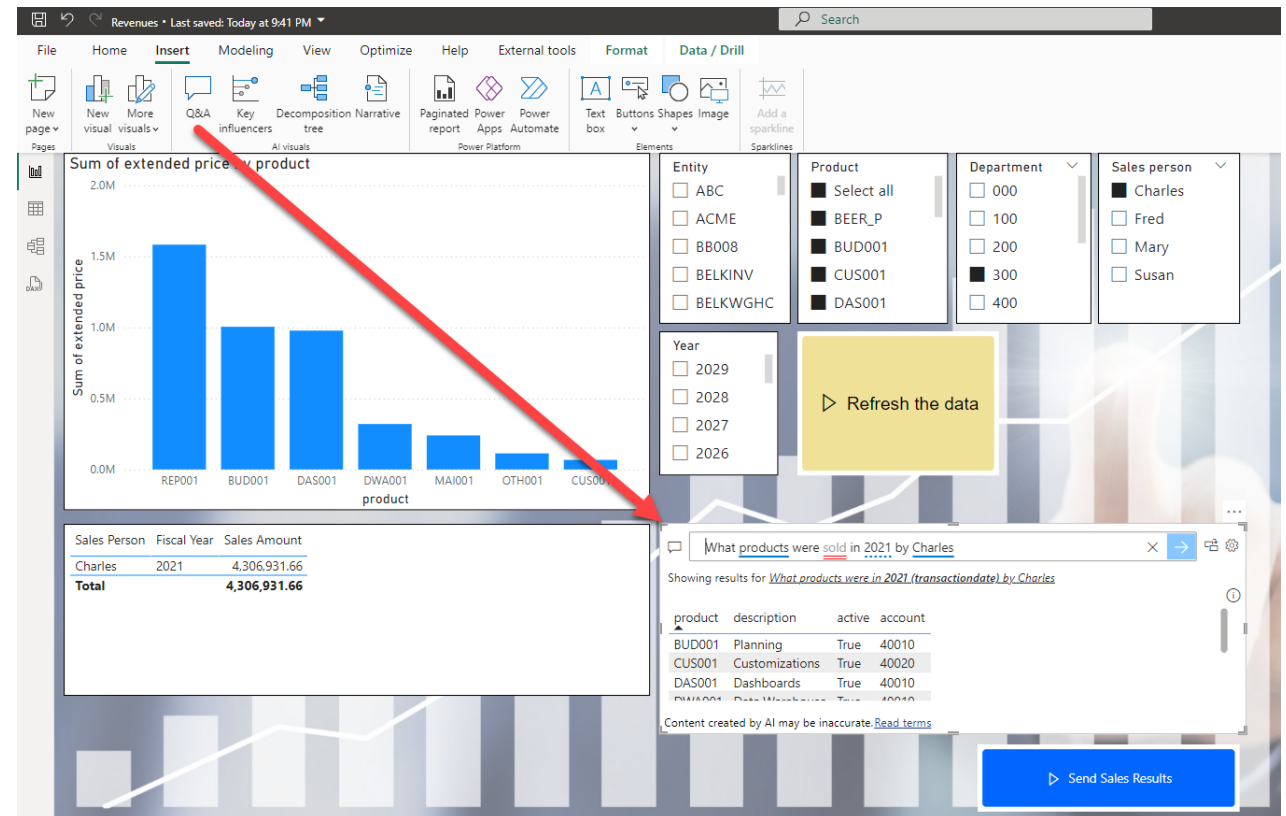 Revenues • Last saved: Today at 9:41 PM
Search
File Home Insert Modeling View Optimize Help External tools Format Data / Drill
New page
New visual
More visuals
Q&A
Key influencers
Decomposition tree
Narrative
Paginated report
Power Apps
Power Automate
Text box
Buttons
Shapes
Image
Add a sparkline
Pages
Visuals
AI visuals
Power Platform
Elements
Sparklines
Sum of extended price by product
2.0M
1.5M
1.0M
0.5M
0.0M
Sum of extended price
REP001 BUD001 DAS001 DWA001 MAI001 OTH001 CUS001
product
Entity
ABC
ACME
BB008
BELKINV
BELKWGHC
Product
Select all
BEER_P
BUD001
CUS001
DAS001
Department
000
100
200
300
400
Sales person
Charles
Fred
Mary
Susan
Year
2029
2028
2027
2026
Refresh the data
Sales Person Fiscal Year Sales Amount
Charles 2021 4,306,931.66
Total 4,306,931.66
What products were sold in 2021 by Charles
Showing results for What products were in 2021 (transactiondate) by Charles
product description active account
BUD001 Planning True 40010
CUS001 Customizations True 40020
DAS001 Dashboards True 40010
DWA001 Data Warehouse True 40010
Content created by AI may be inaccurate. Read terms
Send Sales Results